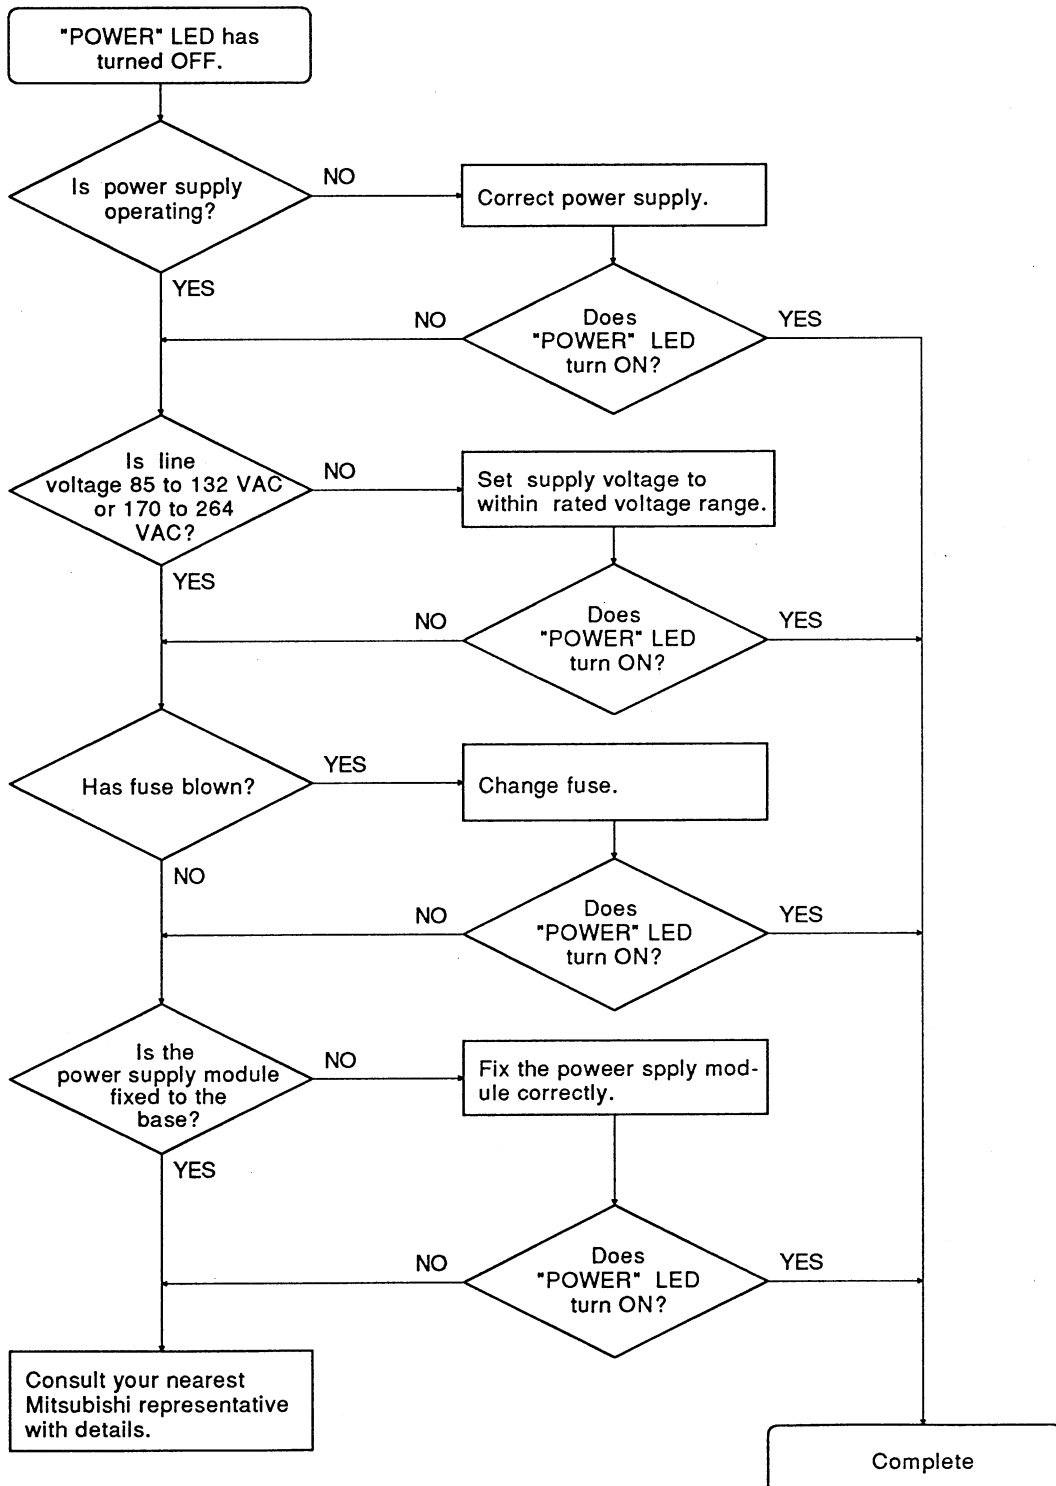 "POWER" LED has
turned OFF.
Is power supply
operating?
NO
Correct power supply.
YES
Does
"POWER" LED
turn ON?
NO
YES
Is line
voltage 85 to 132 VAC
or 170 to 264
VAC?
NO
Set supply voltage to
within rated voltage range.
YES
Does
"POWER" LED
turn ON?
NO
YES
Has fuse blown?
YES
Change fuse.
NO
Does
"POWER" LED
turn ON?
NO
YES
Is the
power supply module
fixed to the
base?
NO
Fix the poweer spply mod-
ule correctly.
YES
Does
"POWER" LED
turn ON?
NO
YES
Consult your nearest
Mitsubishi representative
with details.
Complete